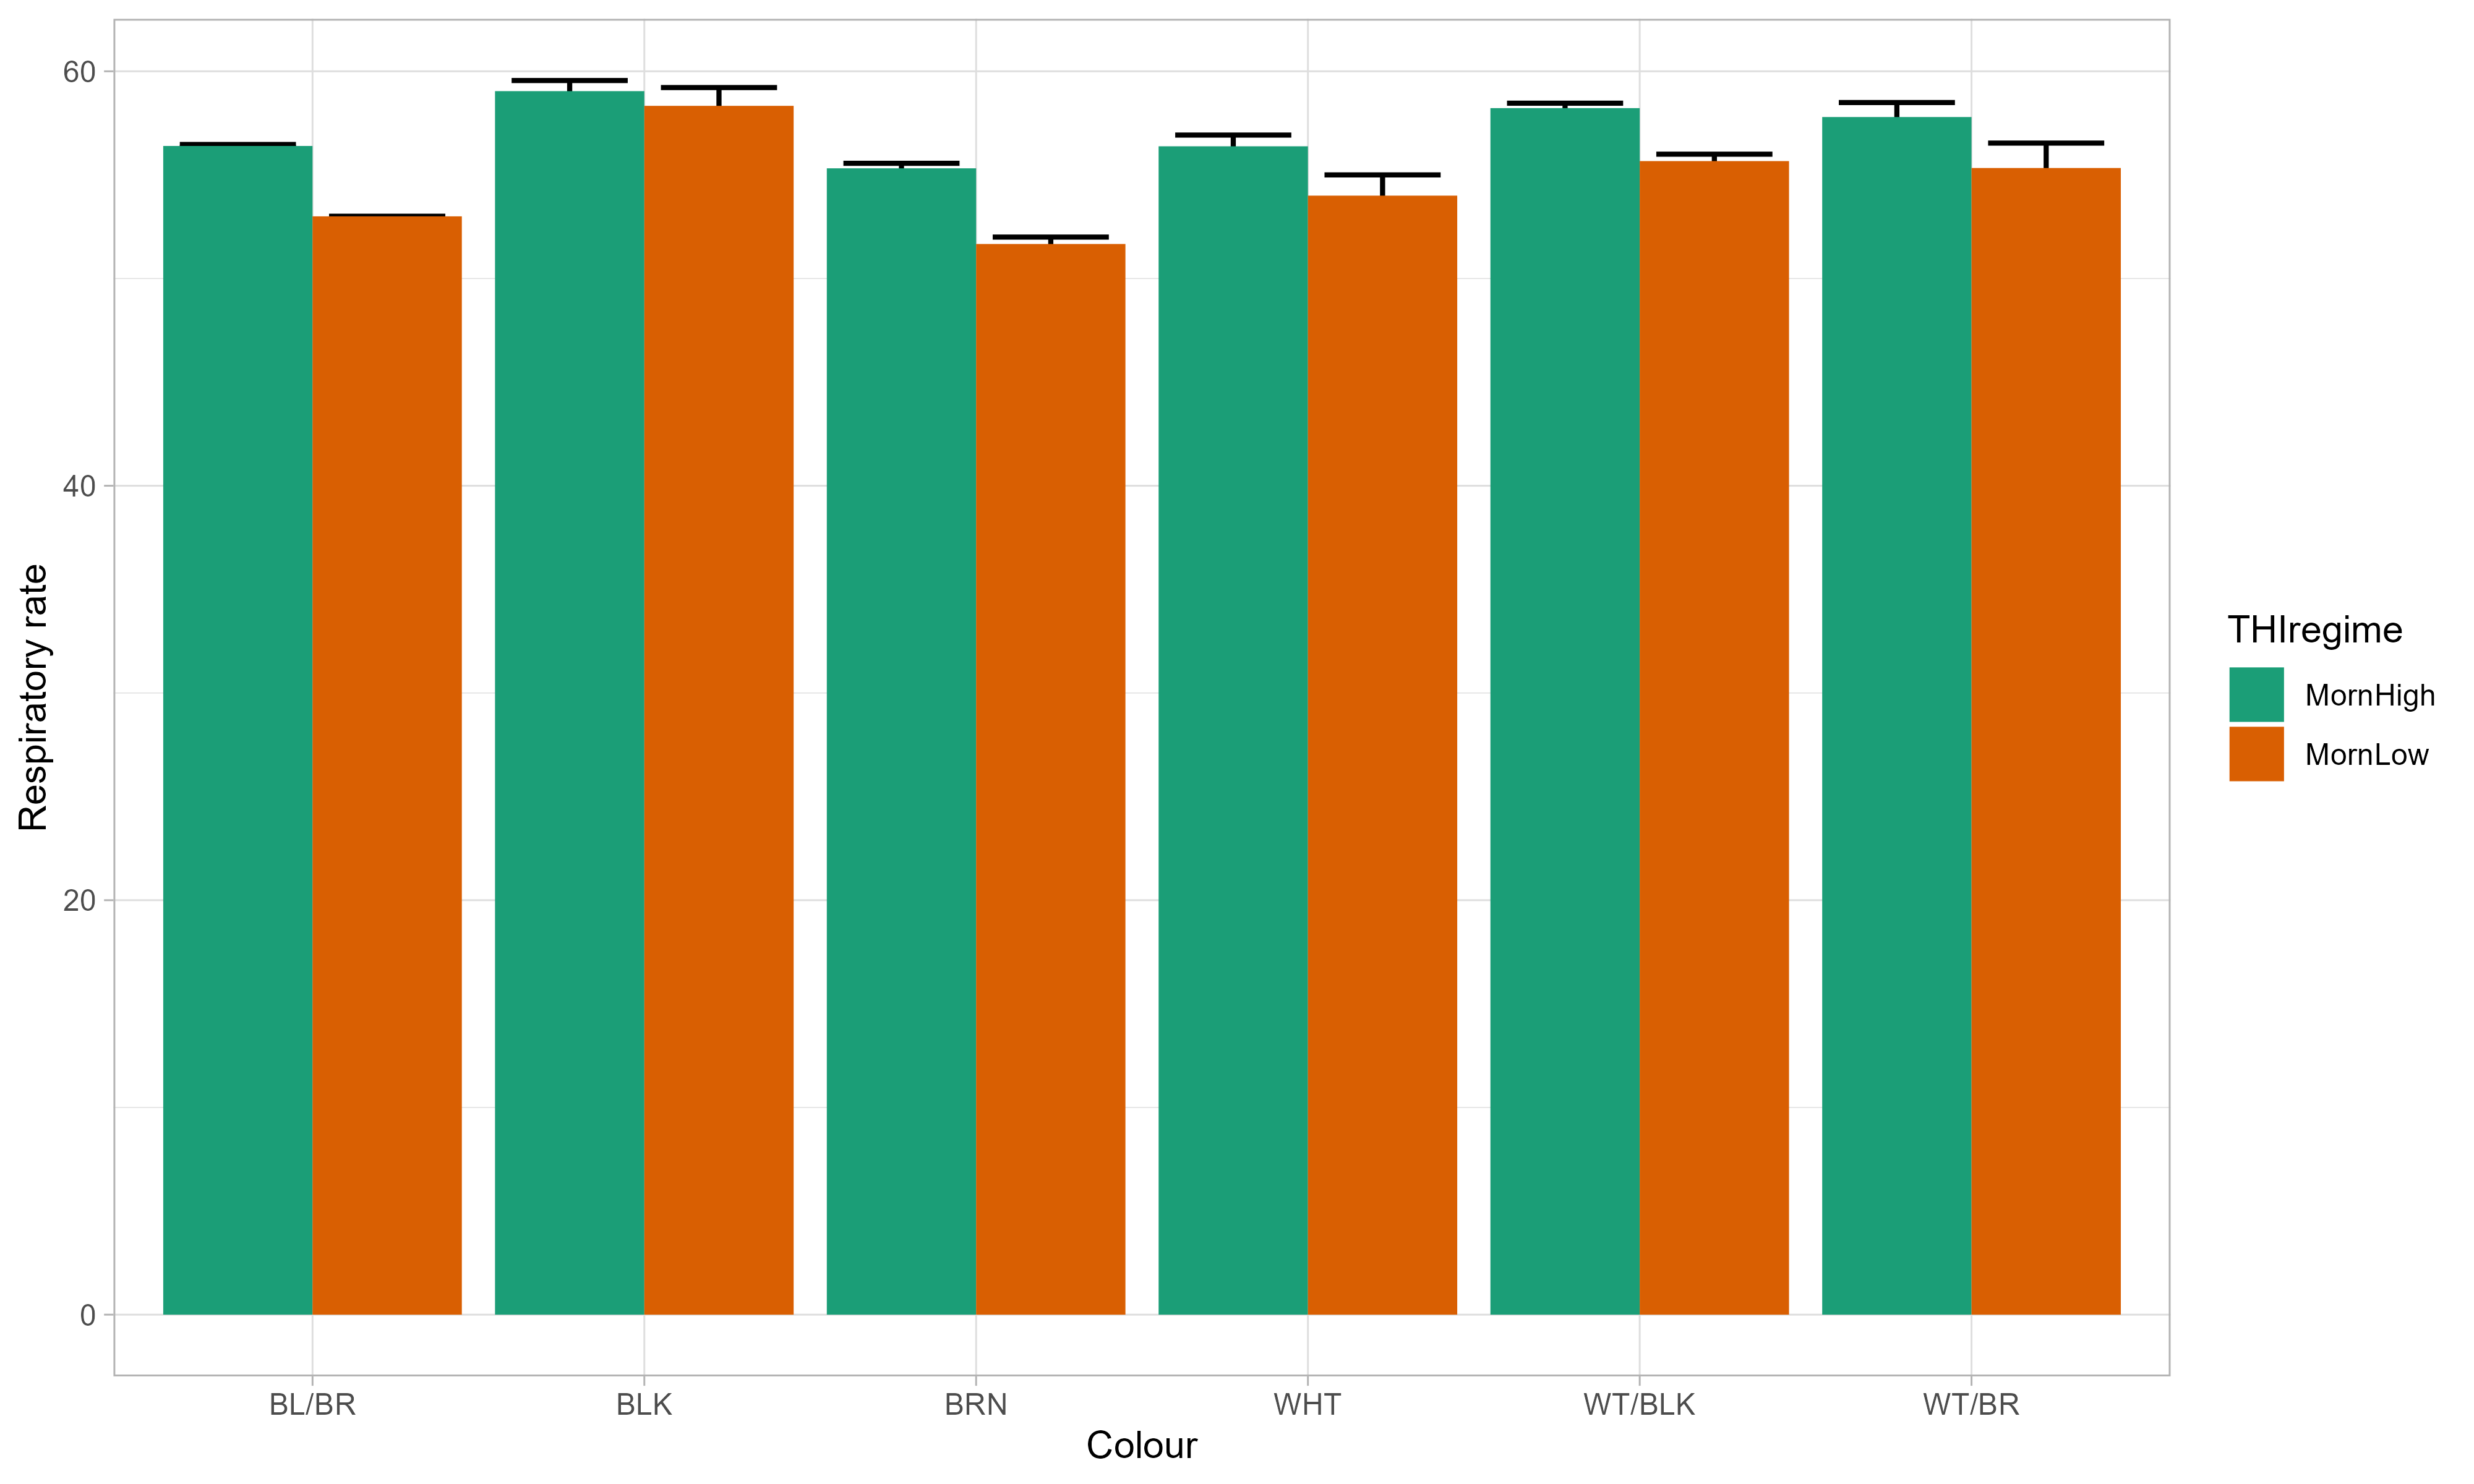 60
40
20
0
Respiratory rate
BL/BR BLK BRN WHT WT/BLK WT/BR
Colour
THIregime
MornHigh
MornLow